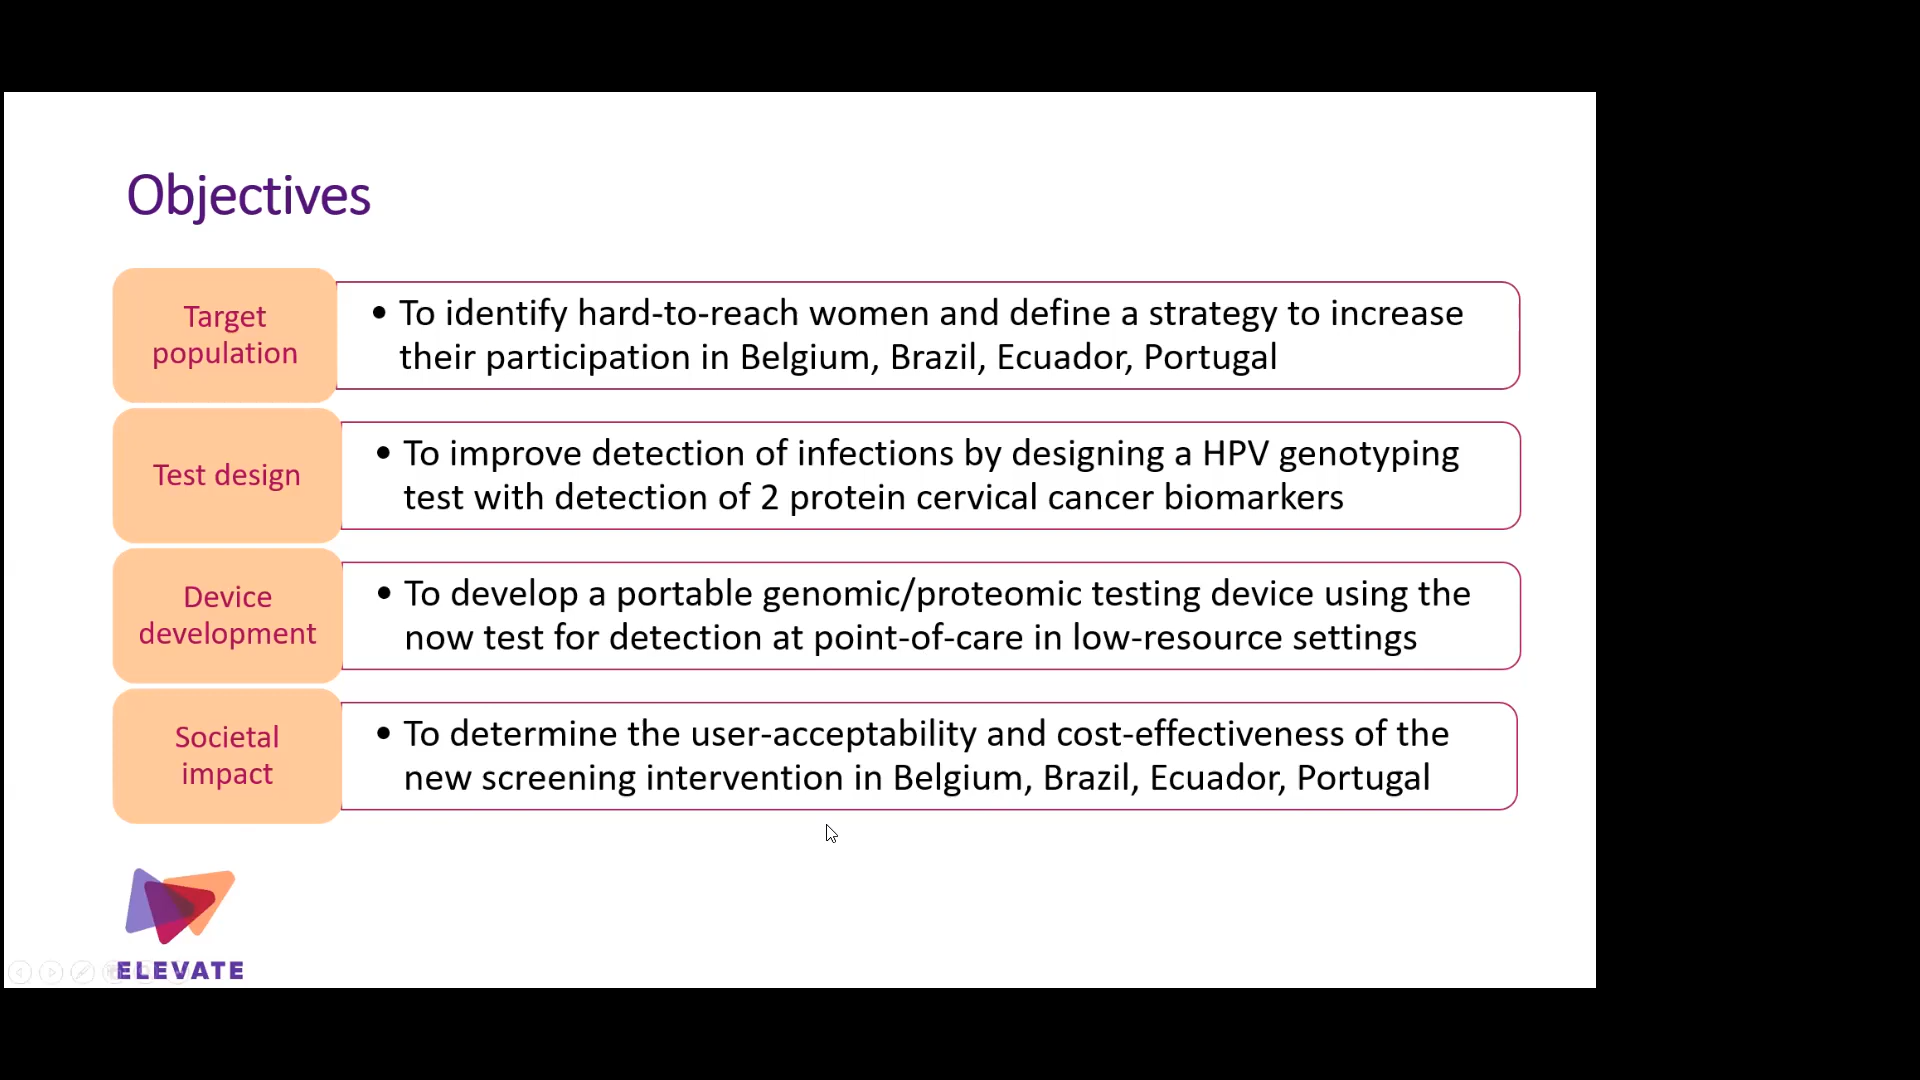 Objectives
Target
population
• To identify hard-to-reach women and define a strategy to increase
their participation in Belgium, Brazil, Ecuador, Portugal
Test design
• To improve detection of infections by designing a HPV genotyping
test with detection of 2 protein cervical cancer biomarkers
Device
development
• To develop a portable genomic/proteomic testing device using the
now test for detection at point-of-care in low-resource settings
Societal
impact
• To determine the user-acceptability and cost-effectiveness of the
new screening intervention in Belgium, Brazil, Ecuador, Portugal
ELEVATE